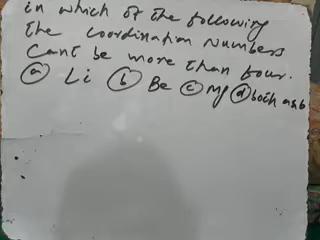 in which of the following
the coordination numbers
Cant be more than four.
(a) Li (b) Be (c) Mg (d) both a&b